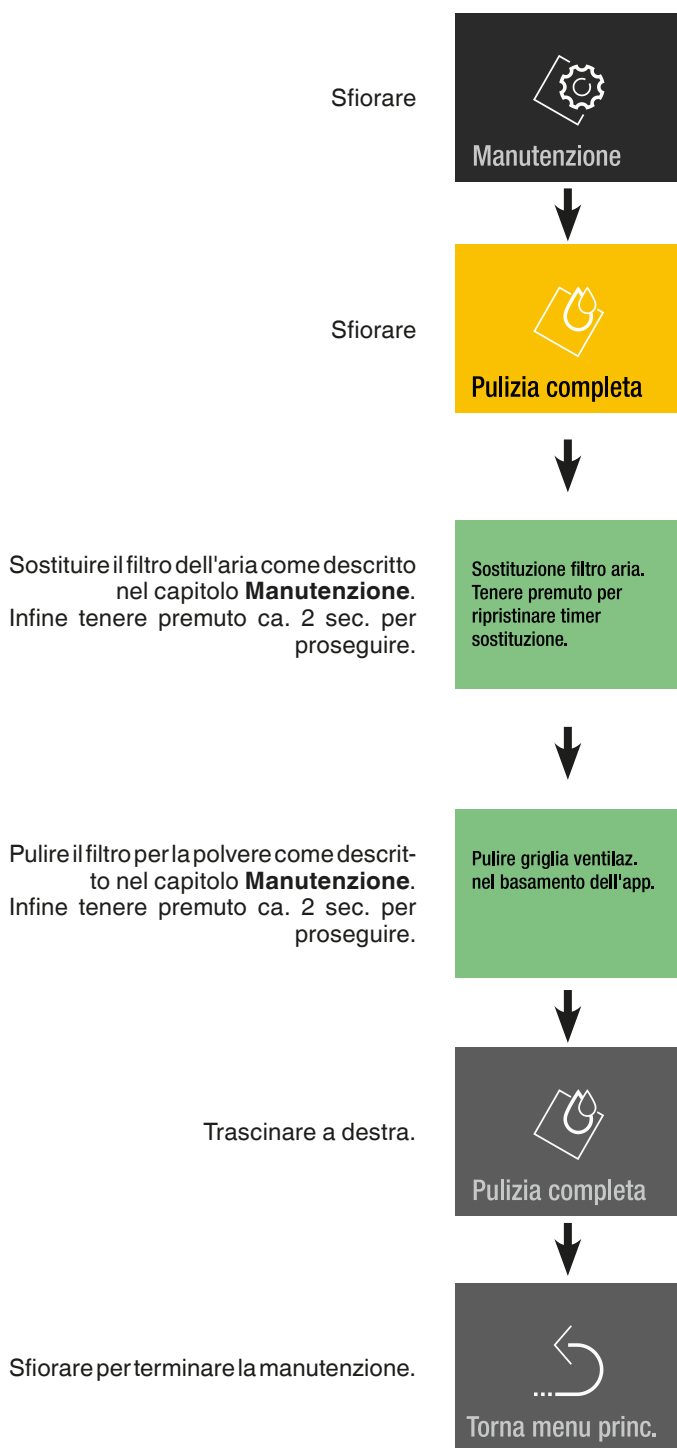 Sfiorare
Manutenzione
Sfiorare
Pulizia completa
Sostituire il filtro dell'aria come descritto
nel capitolo Manutenzione.
Infine tenere premuto ca. 2 sec. per
proseguire.
Sostituzione filtro aria.
Tenere premuto per
ripristinare timer
sostituzione.
Pulire il filtro per la polvere come descrit-
to nel capitolo Manutenzione.
Infine tenere premuto ca. 2 sec. per
proseguire.
Pulire griglia ventilaz.
nel basamento dell'app.
Trascinare a destra.
Pulizia completa
Sfiorare per terminare la manutenzione.
Torna menu princ.